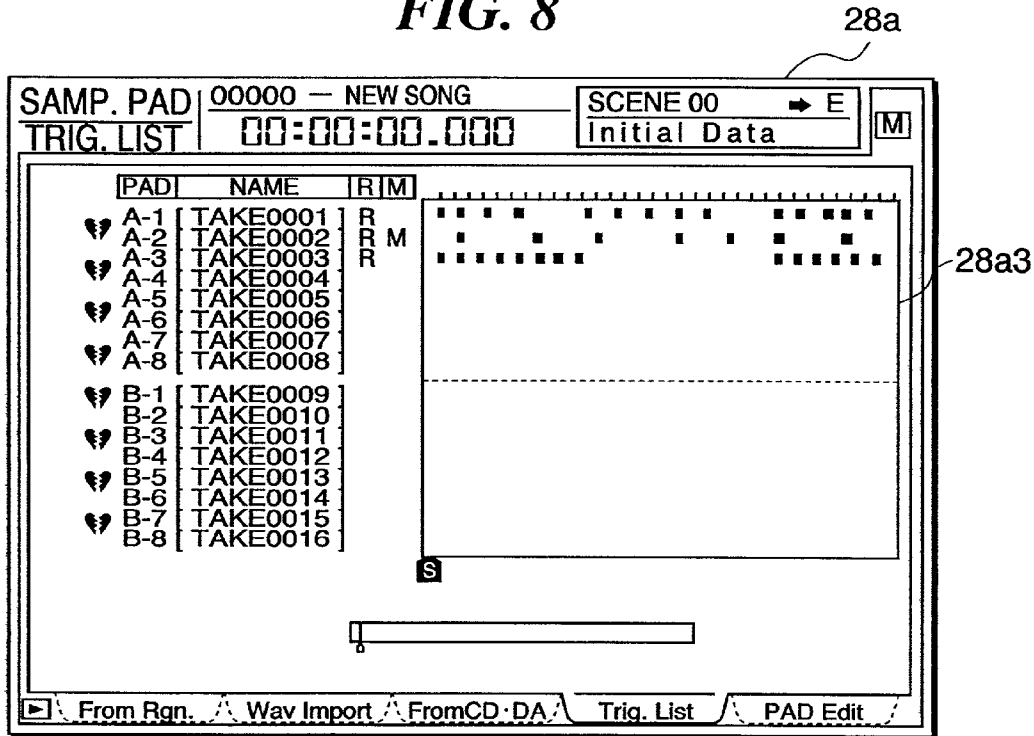 FIG. 8
28a
SAMP. PAD
TRIG. LIST
00000 — NEW SONG
00:00:00.000
SCENE 00 ➡ E
Initial Data
M
PAD NAME R M
A-1 [ TAKE0001 ] R
A-2 [ TAKE0002 ] R M
A-3 [ TAKE0003 ] R
A-4 [ TAKE0004 ]
A-5 [ TAKE0005 ]
A-6 [ TAKE0006 ]
A-7 [ TAKE0007 ]
A-8 [ TAKE0008 ]
B-1 [ TAKE0009 ]
B-2 [ TAKE0010 ]
B-3 [ TAKE0011 ]
B-4 [ TAKE0012 ]
B-5 [ TAKE0013 ]
B-6 [ TAKE0014 ]
B-7 [ TAKE0015 ]
B-8 [ TAKE0016 ]
28a3
S
From Rgn. Wav Import FromCD·DA Trig. List PAD Edit